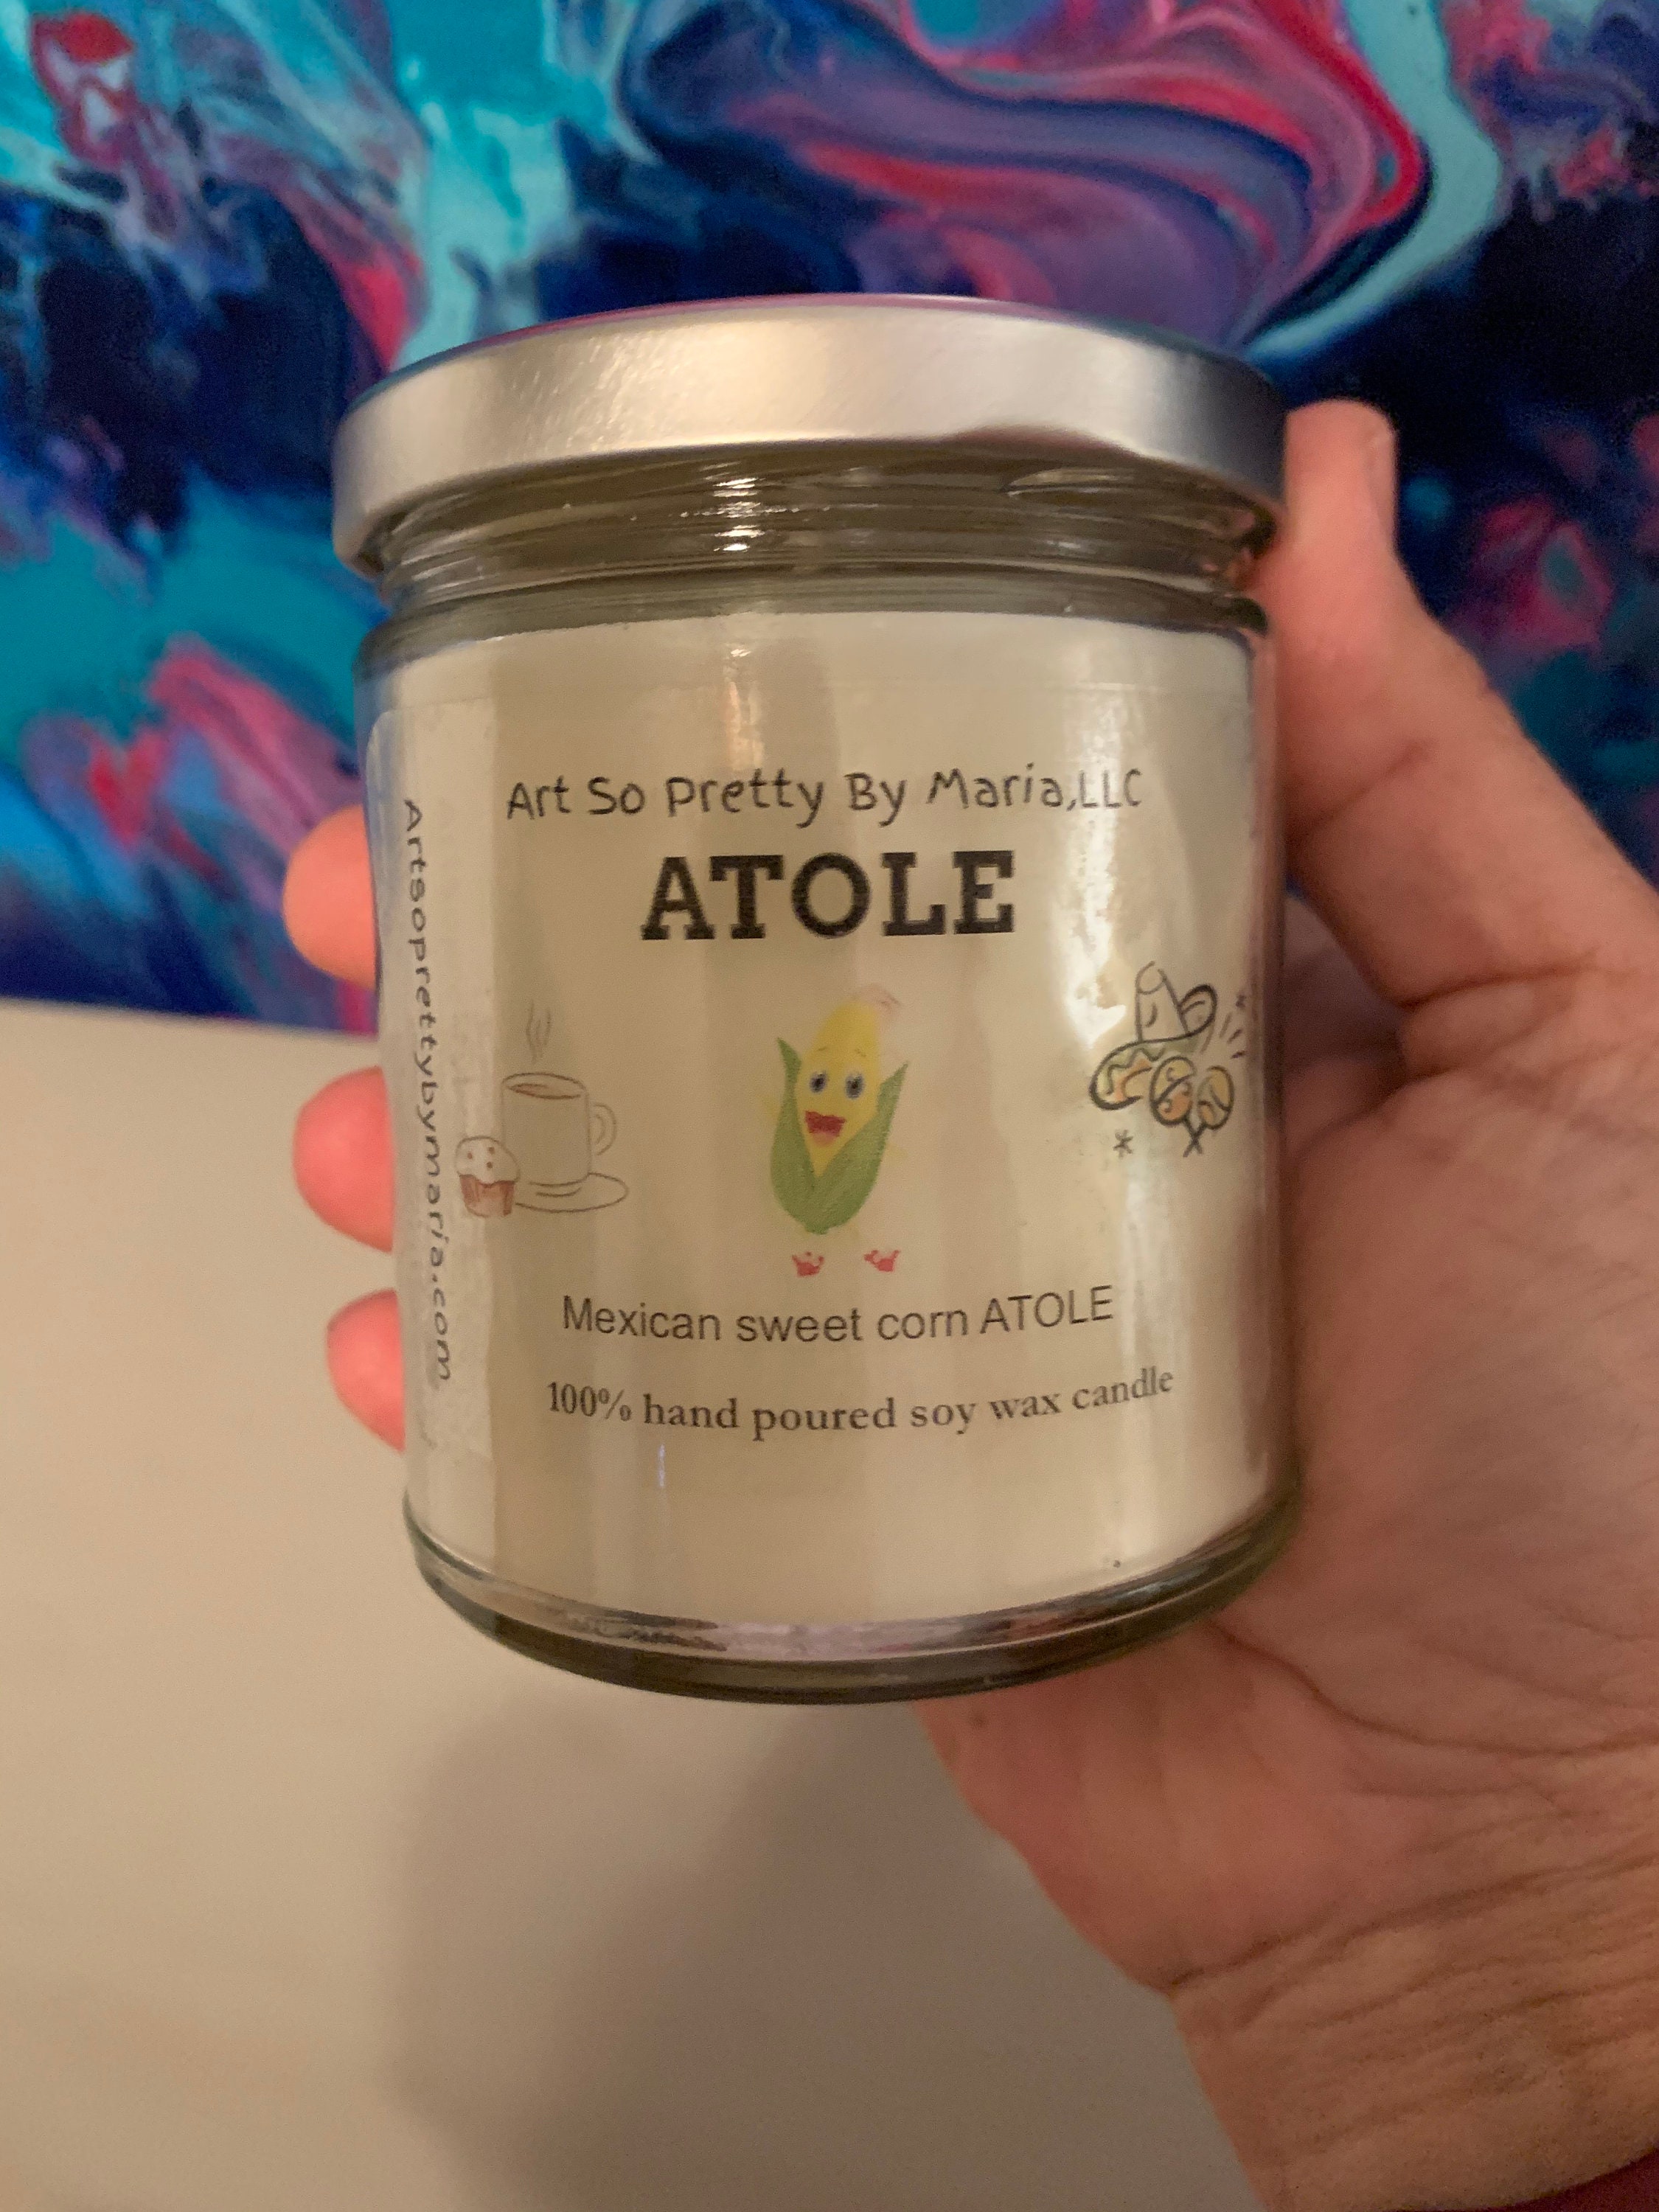 Art So Pretty By Maria,LLC
ATOLE
Mexican sweet corn ATOLE
100% hand poured soy wax candle
Artsoprettybymaria.com